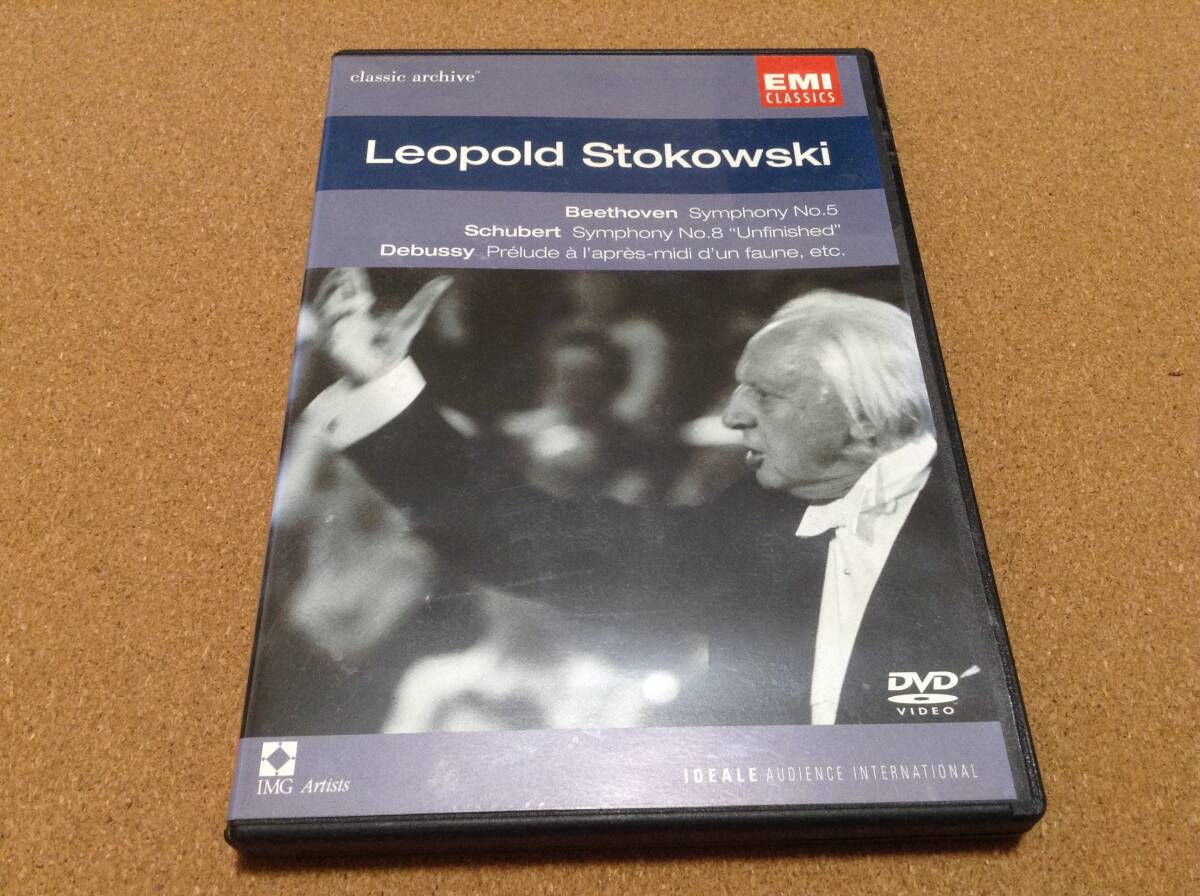 classic archive™
EMI
CLASSICS
Leopold Stokowski
Beethoven Symphony No.5
Schubert Symphony No.8 “Unfinished”
Debussy Prélude à l'après-midi d'un faune, etc.
DVD
VIDEO
IMG Artists
IDEALE AUDIENCE INTERNATIONAL